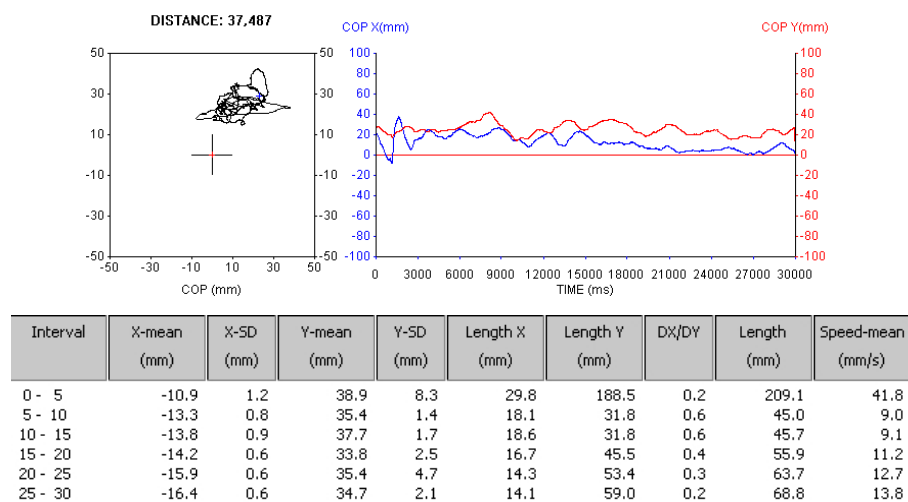 DISTANCE: 37,487
COP X(mm) COP Y(mm)
50 50 100 100
80 80
30 30 60 60
40 40
10 10 20 20
0 0
-10 -10 -20 -20
-40 -40
-30 -30 -60 -60
-80 -80
-50 -50 -100 -100
-50 -30 -10 10 30 50 0 3000 6000 9000 12000 15000 18000 21000 24000 27000 30000
COP (mm) TIME (ms)
Interval X-mean (mm) X-SD (mm) Y-mean (mm) Y-SD (mm) Length X (mm) Length Y (mm) DX/DY Length (mm) Speed-mean (mm/s)
0 - 5 -10.9 1.2 38.9 8.3 29.8 188.5 0.2 209.1 41.8
5 - 10 -13.3 0.8 35.4 1.4 18.1 31.8 0.6 45.0 9.0
10 - 15 -13.8 0.9 37.7 1.7 18.6 31.8 0.6 45.7 9.1
15 - 20 -14.2 0.6 33.8 2.5 16.7 45.5 0.4 55.9 11.2
20 - 25 -15.9 0.6 35.4 4.7 14.3 53.4 0.3 63.7 12.7
25 - 30 -16.4 0.6 34.7 2.1 14.1 59.0 0.2 68.8 13.8